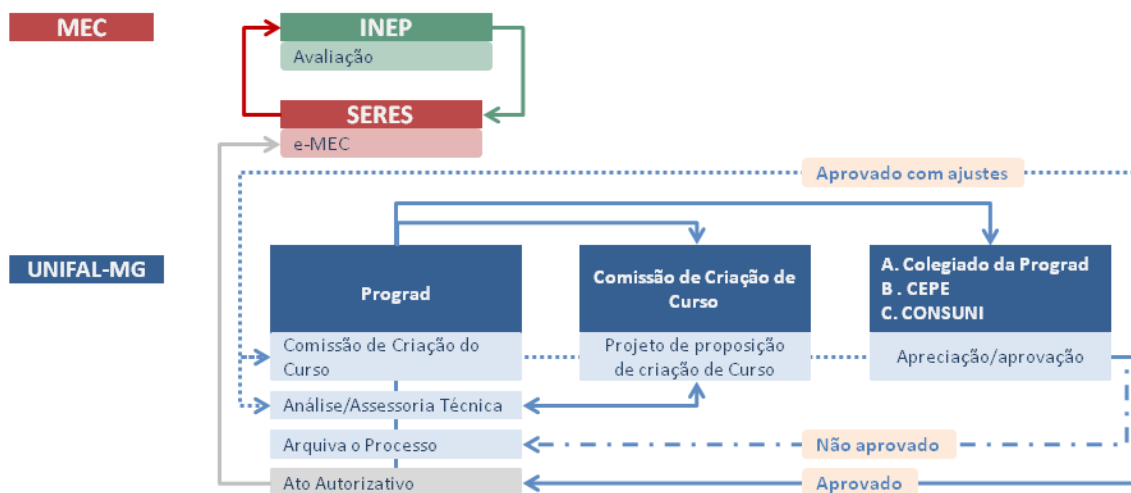 MEC
INEP
Avaliação
SERES
e-MEC
Aprovado com ajustes
UNIFAL-MG
Prograd
Comissão de Criação de
Curso
A. Colegiado da Prograd
B . CEPE
C. CONSUNI
Comissão de Criação do
Curso
Projeto de proposição
de criação de Curso
Apreciação/aprovação
Análise/Assessoria Técnica
Arquiva o Processo
Não aprovado
Ato Autorizativo
Aprovado